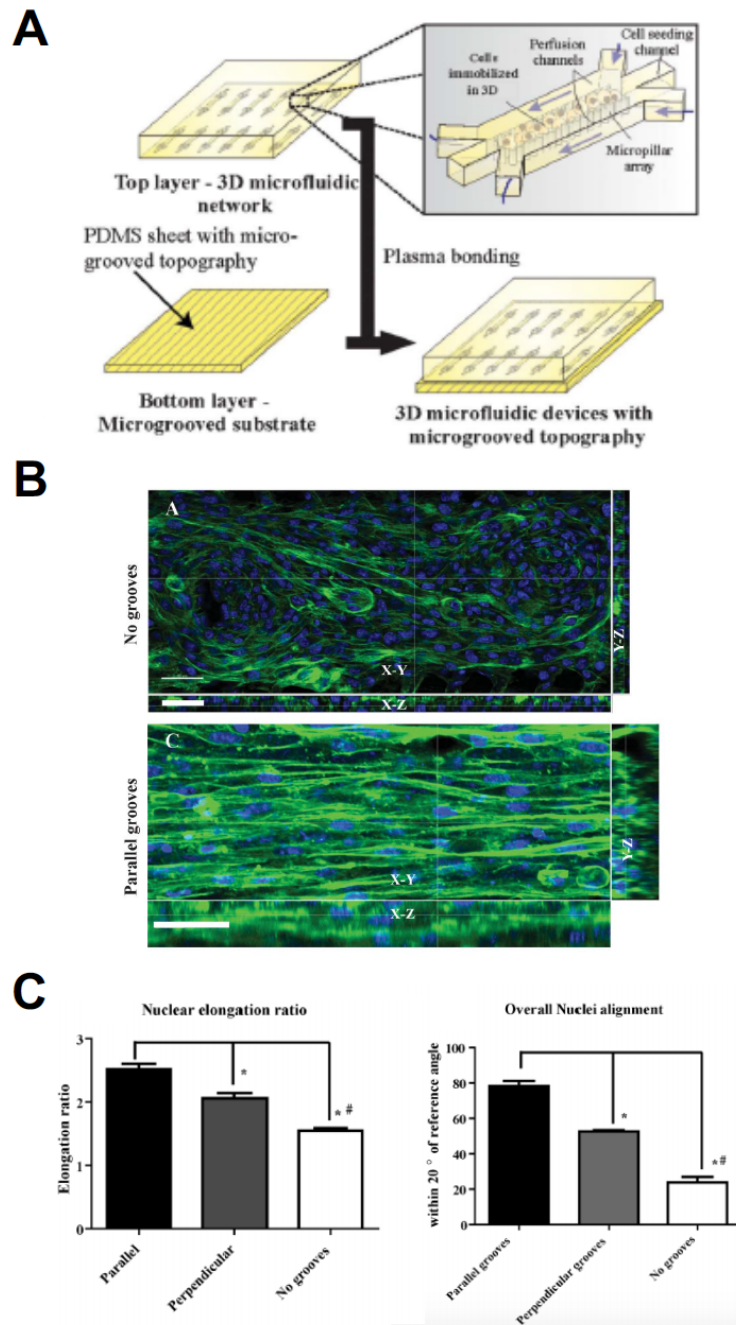 A
Cell seeding
channel
Perfusion
channels
Cells
immobilized
in 3D
Micropillar
array
Top layer - 3D microfluidic
network
PDMS sheet with micro-
grooved topography
Plasma bonding
Bottom layer -
Microgrooved substrate
3D microfluidic devices with
microgrooved topography
B
No grooves
A
X-Y
Y-Z
X-Z
Parallel grooves
C
X-Y
Y-Z
X-Z
C
Nuclear elongation ratio
Elongation ratio
3
2
1
0
*
* #
Parallel
Perpendicular
No grooves
Overall Nuclei alignment
within 20 ° of reference angle
100
80
60
40
20
0
*
*#
Parallel grooves
Perpendicular grooves
No grooves